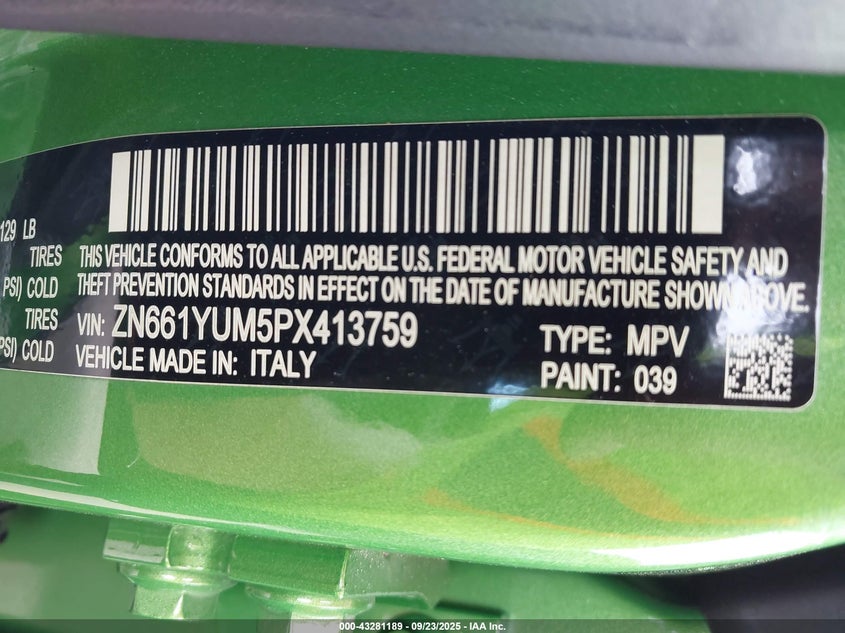 129 LB
TIRES
PSI) COLD
TIRES
PSI) COLD
THIS VEHICLE CONFORMS TO ALL APPLICABLE U.S. FEDERAL MOTOR VEHICLE SAFETY AND
THEFT PREVENTION STANDARDS IN EFFECT ON THE DATE OF MANUFACTURE SHOWN ABOVE.
VIN: ZN661YUM5PX413759
TYPE: MPV
VEHICLE MADE IN: ITALY
PAINT: 039
000-43281189 - 09/23/2025 - IAA Inc.